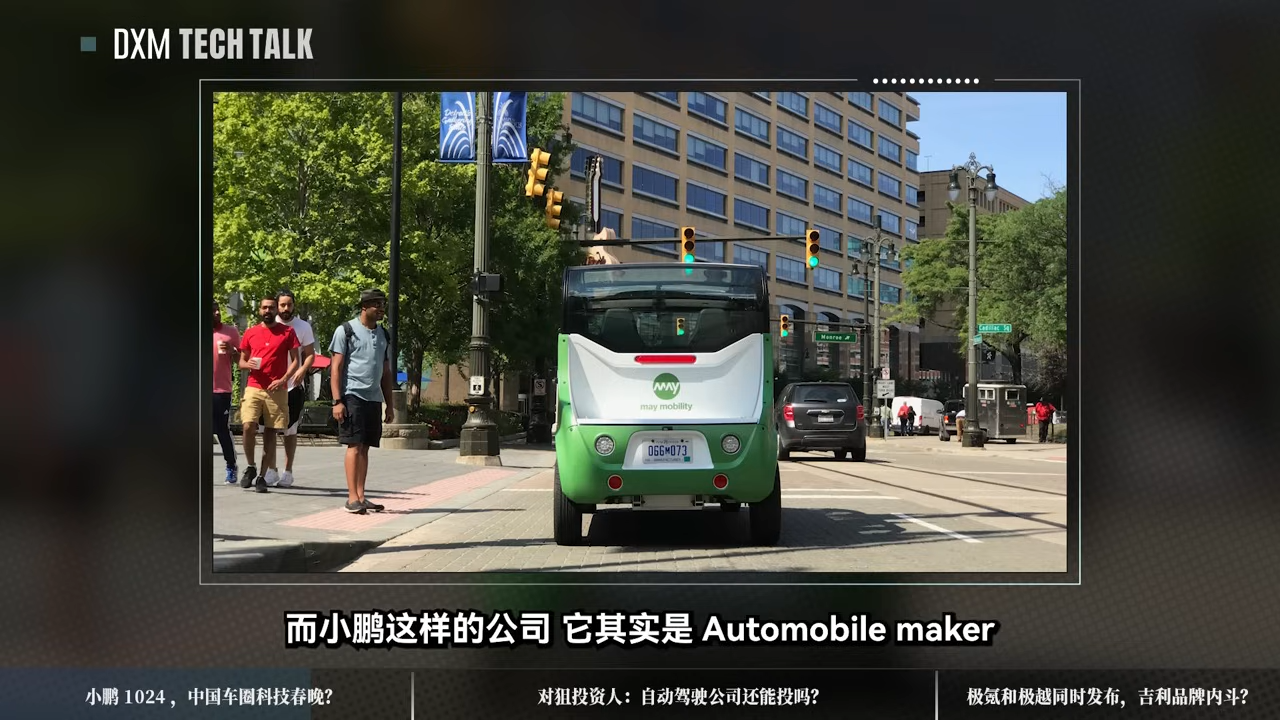 DXM TECH TALK
Cadillac Sq
Monroe
may
may mobility
066M073
而小鹏这样的公司 它其实是 Automobile maker
小鹏 1024 ，中国车圈科技春晚？
对狙投资人：自动驾驶公司还能投吗？
极氪和极越同时发布，吉利品牌内斗？